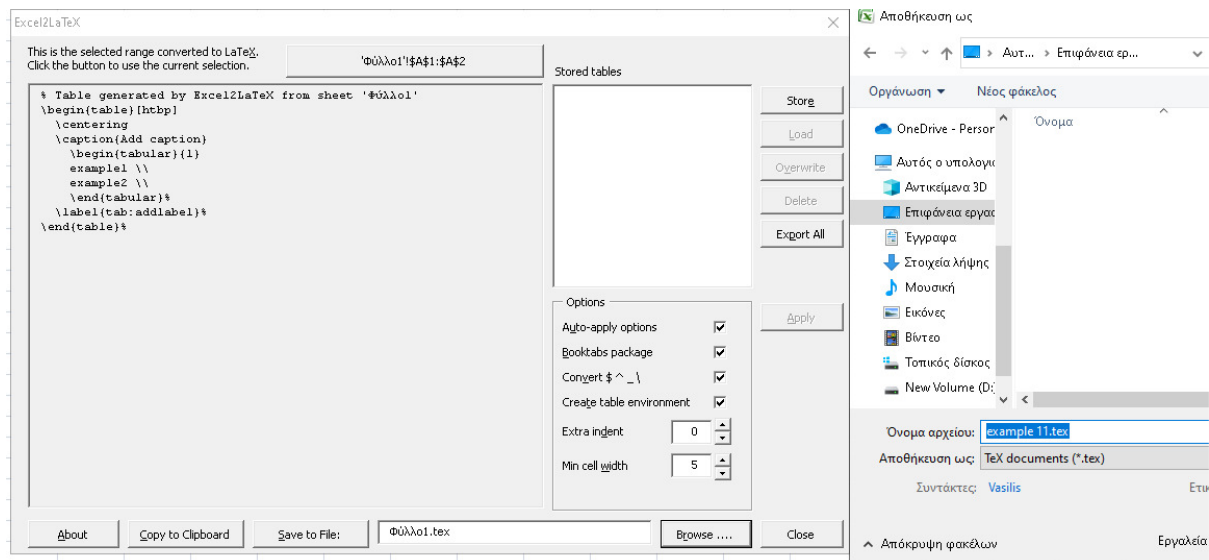 Excel2LaTeX
This is the selected range converted to LaTeX.
Click the button to use the current selection.
'Φύλλο1'!$A$1:$A$2
% Table generated by Excel2LaTeX from sheet 'Φύλλο1'
\begin{table}[htbp]
\centering
\caption{Add caption}
\begin{tabular}{l}
example1 \\
example2 \\
\end{tabular}%
\label{tab:addlabel}%
\end{table}%
Stored tables
Store
Load
Overwrite
Delete
Export All
Options
Auto-apply options
Booktabs package
Convert $ ^ _ \
Create table environment
Extra indent 0
Min cell width 5
Apply
About
Copy to Clipboard
Save to File:
Φύλλο1.tex
Browse ....
Close
Αποθήκευση ως
Αυτ... › Επιφάνεια ερ...
Οργάνωση
Νέος φάκελος
Όνομα
OneDrive - Person
Αυτός ο υπολογισ
Αντικείμενα 3D
Επιφάνεια εργασ
Έγγραφα
Στοιχεία λήψης
Μουσική
Εικόνες
Βίντεο
Τοπικός δίσκος
New Volume (D:)
Όνομα αρχείου: example 11.tex
Αποθήκευση ως: TeX documents (*.tex)
Συντάκτες: Vasilis
Ετικ
Απόκρυψη φακέλων
Εργαλεία